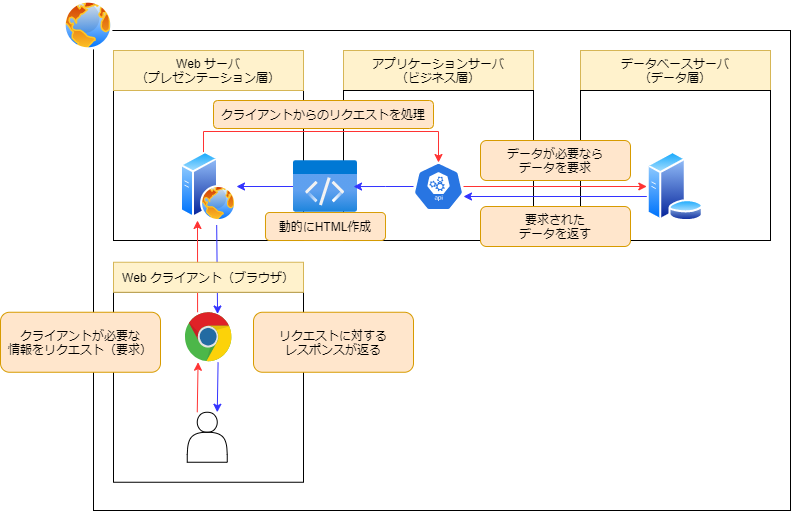 Web サーバ
（プレゼンテーション層）
アプリケーションサーバ
（ビジネス層）
データベースサーバ
（データ層）
クライアントからのリクエストを処理
データが必要なら
データを要求
api
動的にHTML作成
要求された
データを返す
Web クライアント（ブラウザ）
クライアントが必要な
情報をリクエスト（要求）
リクエストに対する
レスポンスが返る